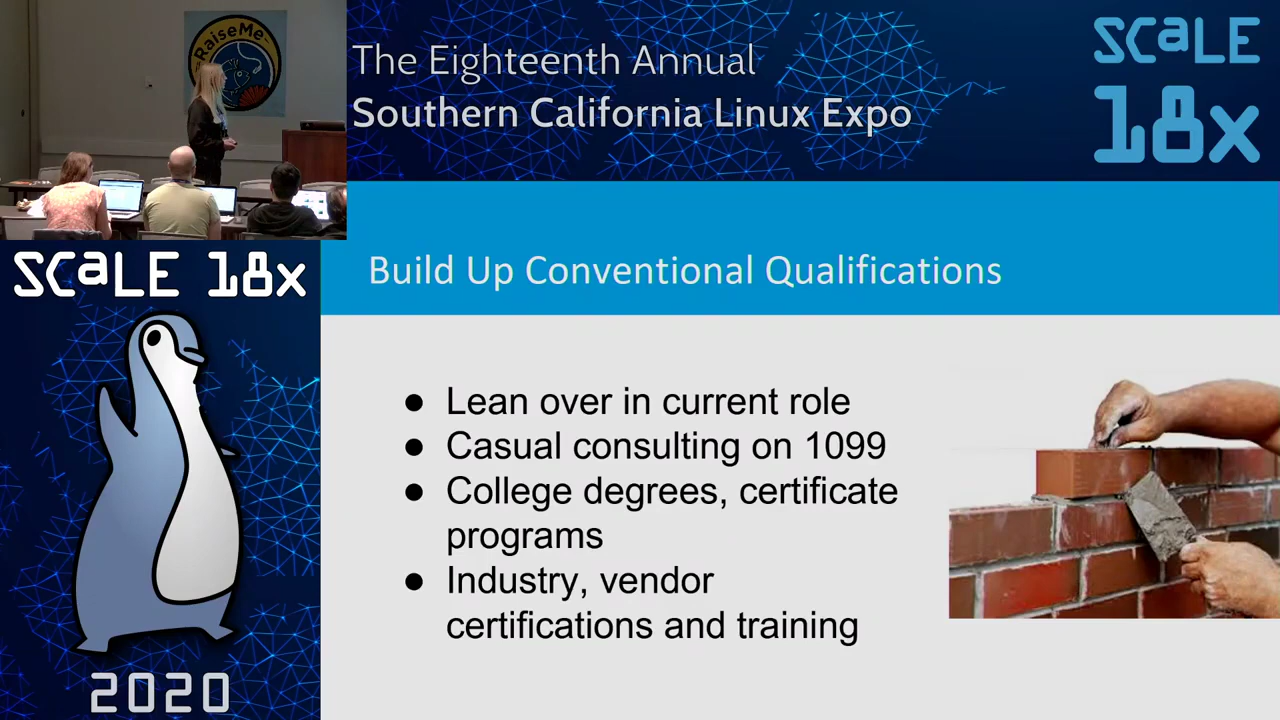 RaiseMe
The Eighteenth Annual
Southern California Linux Expo
SCaLE
18x
SCaLE 18x
2020
Build Up Conventional Qualifications
● Lean over in current role
● Casual consulting on 1099
● College degrees, certificate
programs
● Industry, vendor
certifications and training